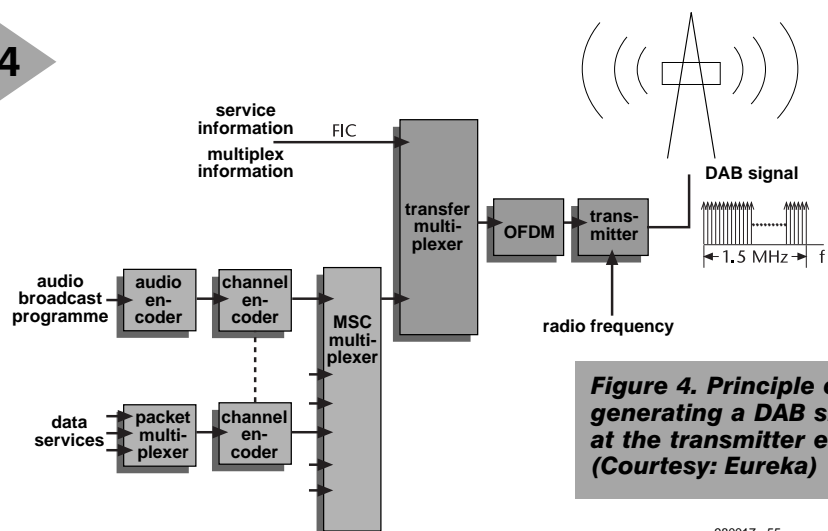 4
service
information
multiplex
information
FIC
transfer
multi-
plexer
OFDM
trans-
mitter
DAB signal
1.5 MHz
f
radio frequency
audio
broadcast
programme
audio
en-
coder
channel
en-
coder
MSC
multi-
plexer
data
services
packet
multi-
plexer
channel
en-
coder
Figure 4. Principle
generating a DAB
at the transmitter
(Courtesy: Eureka)